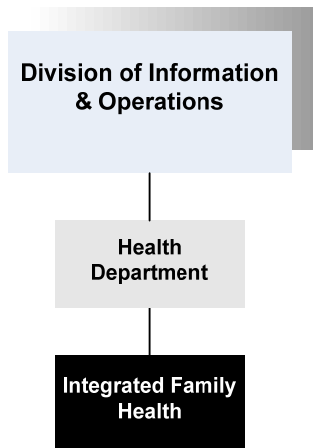 Division of Information
& Operations
Health
Department
Integrated Family
Health